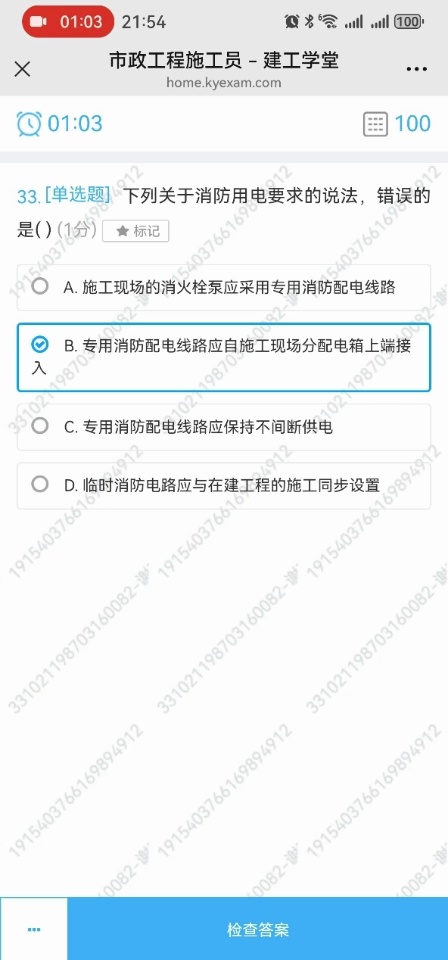 01:03 21:54 100
市政工程施工员 – 建工学堂
home.kyexam.com
01:03 100
33. [单选题] 下列关于消防用电要求的说法，错误的
是( ) (1分) ★ 标记
A. 施工现场的消火栓泵应采用专用消防配电线路
B. 专用消防配电线路应自施工现场分配电箱上端接
入
C. 专用消防配电线路应保持不间断供电
D. 临时消防电路应与在建工程的施工同步设置
检查答案